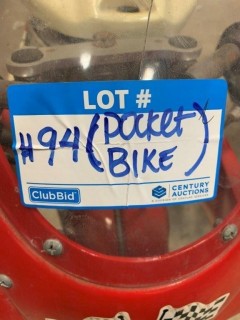 LOT #
#94 (POCKET BIKE)
ClubBid
CENTURY AUCTIONS